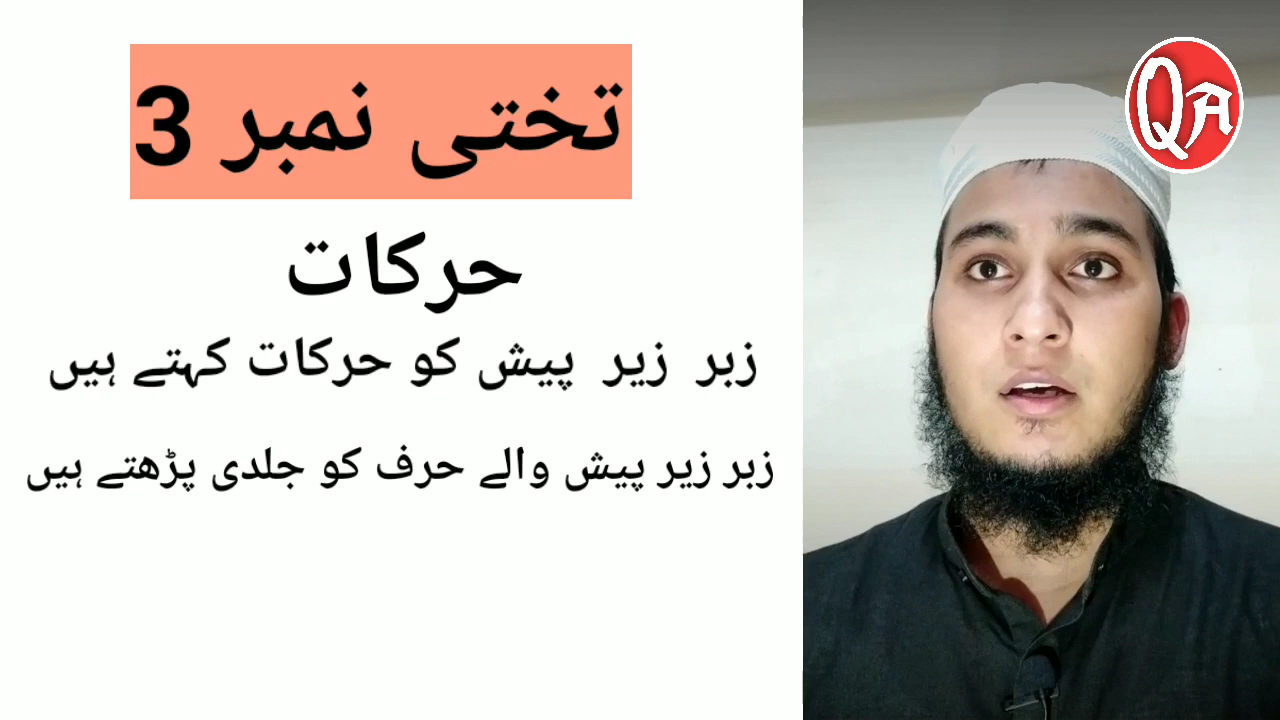 تختی نمبر 3
حرکات
زبر زیر پیش کو حرکات کہتے ہیں
زبر زیر پیش والے حرف کو جلدی پڑھتے ہیں
QA